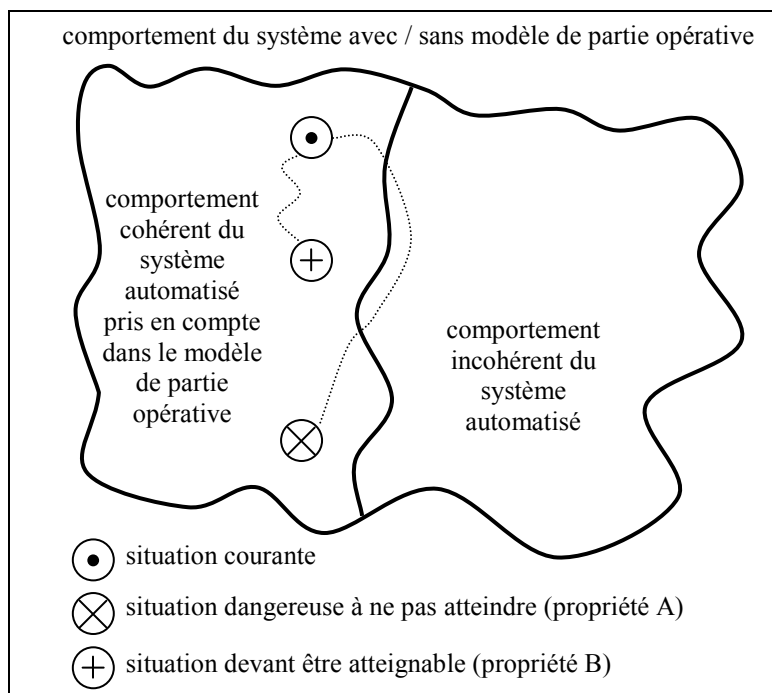 comportement du système avec / sans modèle de partie opérative
comportement
cohérent du
système
automatisé
pris en compte
dans le modèle
de partie
opérative
comportement
incohérent du
système
automatisé
situation courante
situation dangereuse à ne pas atteindre (propriété A)
situation devant être atteignable (propriété B)